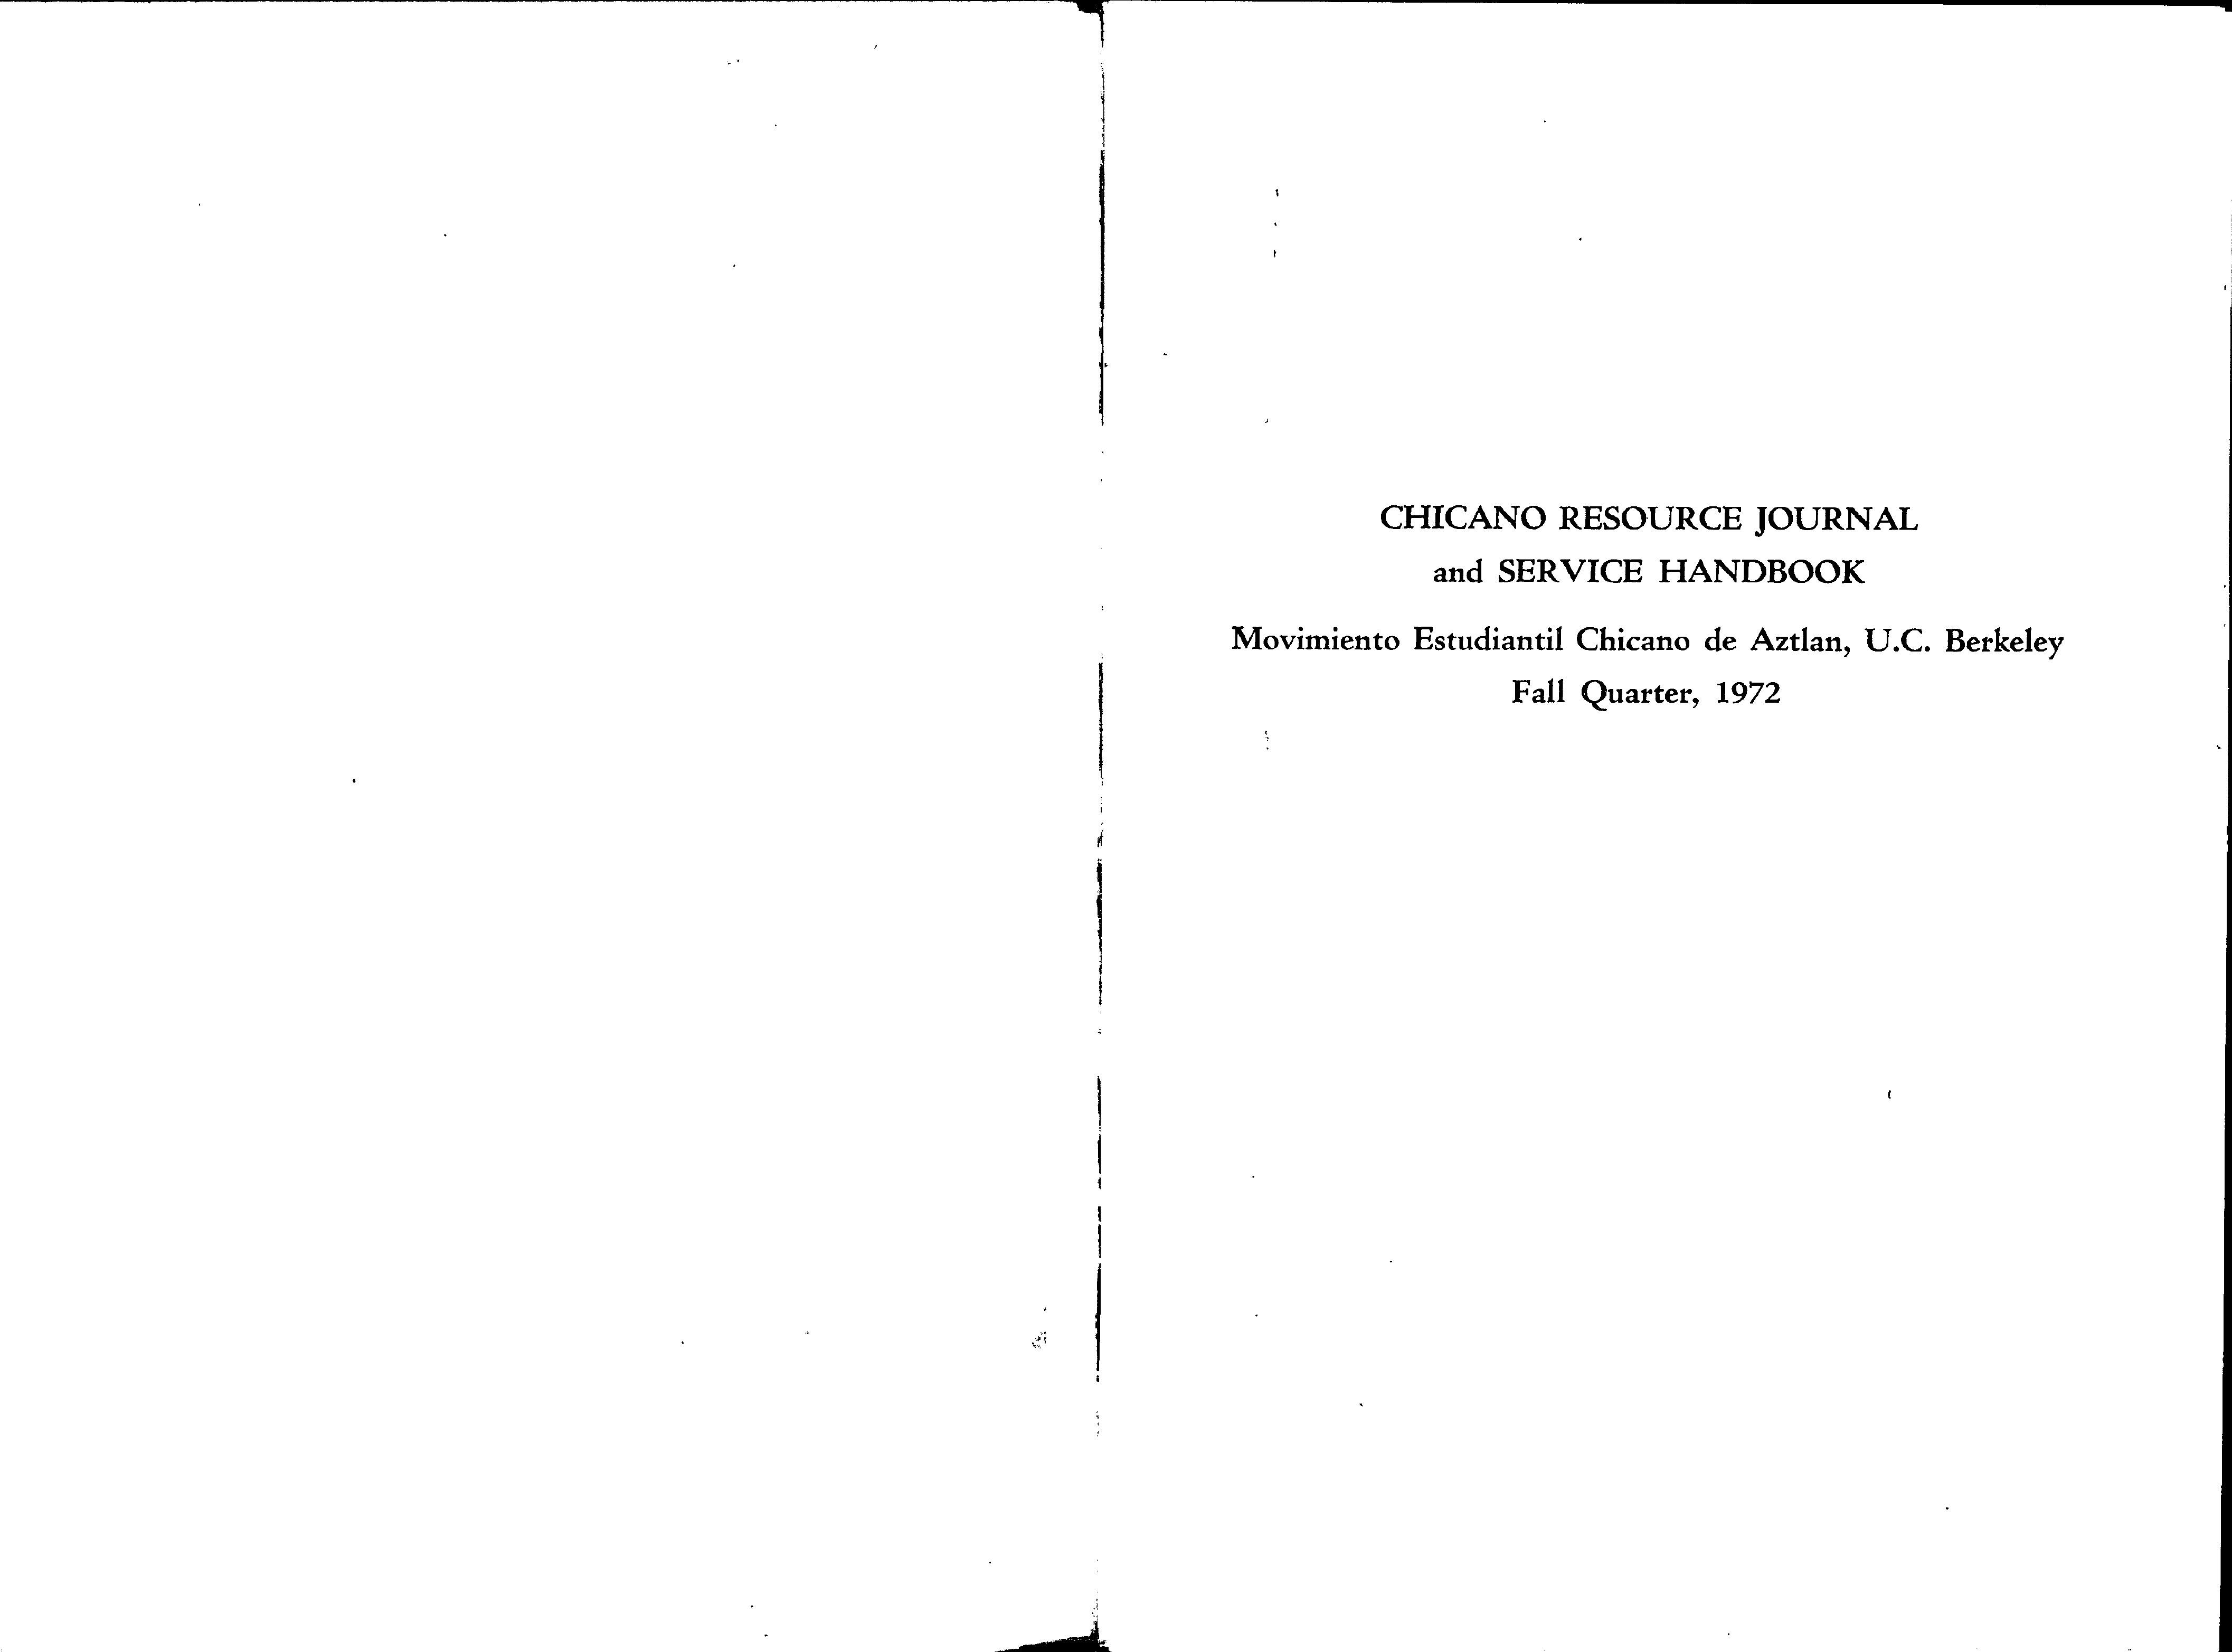 CHICANO RESOURCE JOURNAL
and SERVICE HANDBOOK
Movimiento Estudiantil Chicano de Aztlan, U.C. Berkeley
Fall Quarter, 1972